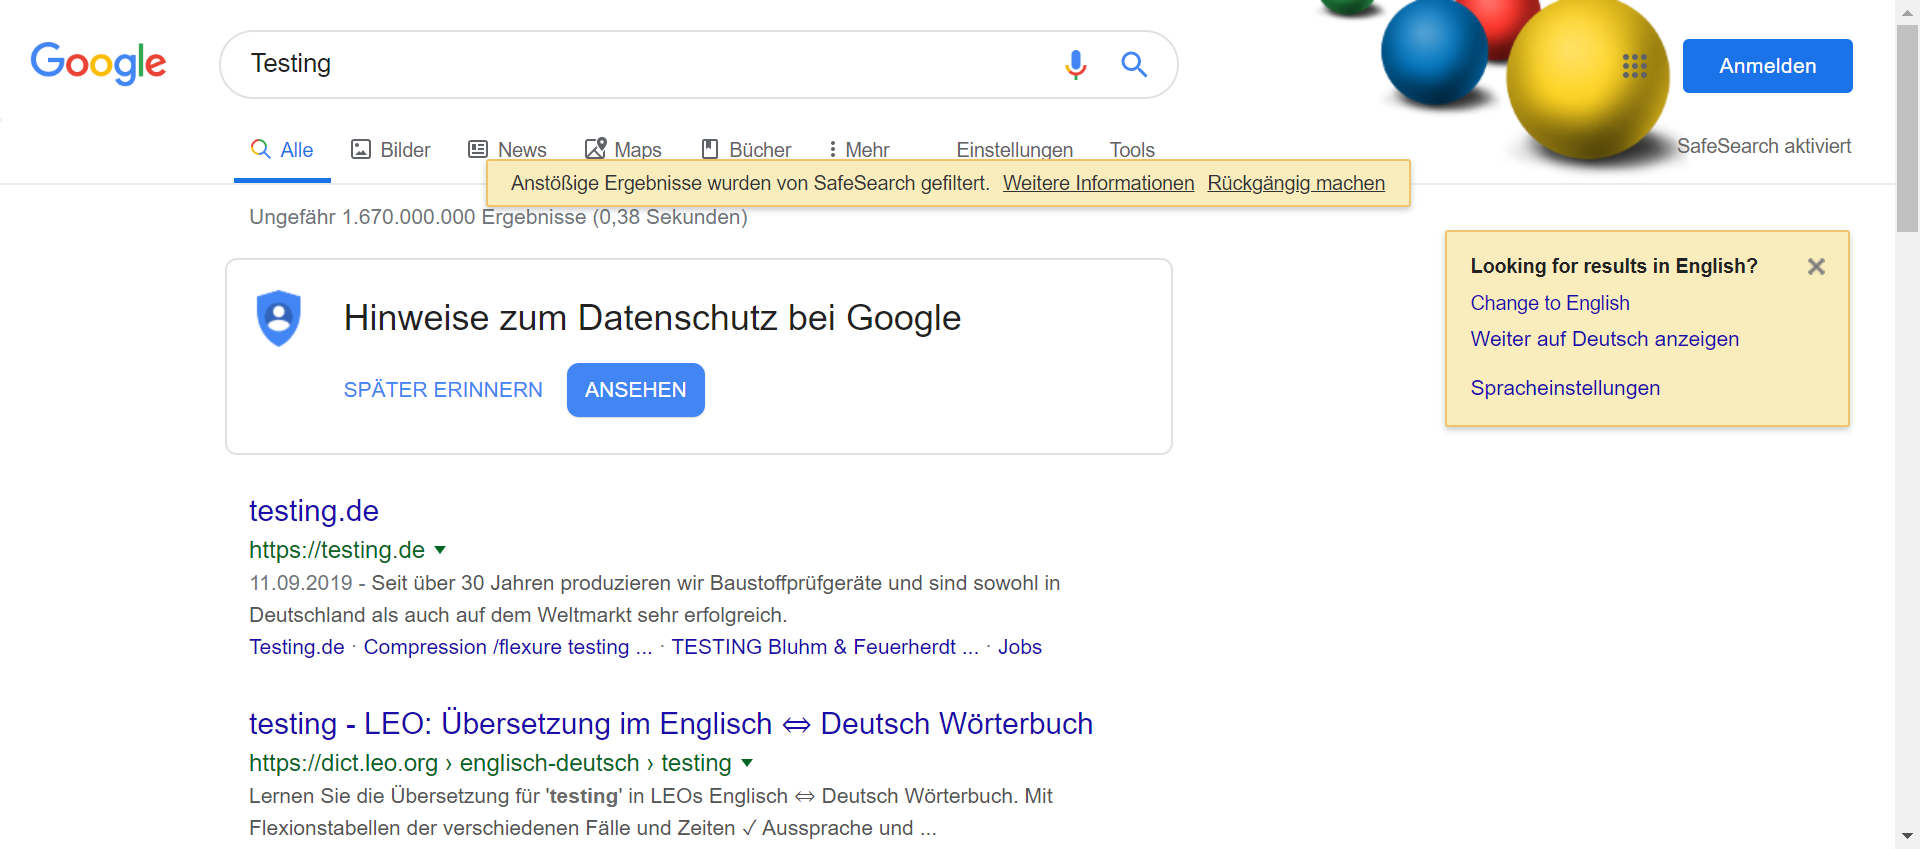 Google
Testing
Anmelden
Alle Bilder News Maps Bücher Mehr Einstellungen Tools
SafeSearch aktiviert
Anstößige Ergebnisse wurden von SafeSearch gefiltert. Weitere Informationen Rückgängig machen
Ungefähr 1.670.000.000 Ergebnisse (0,38 Sekunden)
Hinweise zum Datenschutz bei Google
SPÄTER ERINNERN ANSEHEN
Looking for results in English?
Change to English
Weiter auf Deutsch anzeigen
Spracheinstellungen
testing.de
https://testing.de
11.09.2019 - Seit über 30 Jahren produzieren wir Baustoffprüfgeräte und sind sowohl in
Deutschland als auch auf dem Weltmarkt sehr erfolgreich.
Testing.de · Compression /flexure testing ... · TESTING Bluhm & Feuerherdt ... · Jobs
testing - LEO: Übersetzung im Englisch ⇔ Deutsch Wörterbuch
https://dict.leo.org › englisch-deutsch › testing
Lernen Sie die Übersetzung für 'testing' in LEOs Englisch ⇔ Deutsch Wörterbuch. Mit
Flexionstabellen der verschiedenen Fälle und Zeiten ✓ Aussprache und ...